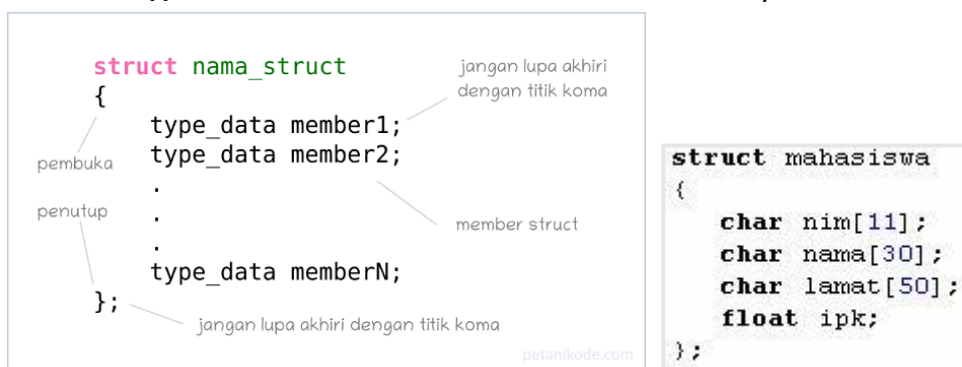 struct nama_struct
{
type_data member1;
type_data member2;
.
.
.
type_data memberN;
};
jangan lupa akhiri
dengan titik koma
pembuka
penutup
member struct
jangan lupa akhiri dengan titik koma
petanikode.com
struct mahasiswa
{
char nim[11];
char nama[30];
char lamat[50];
float ipk;
};